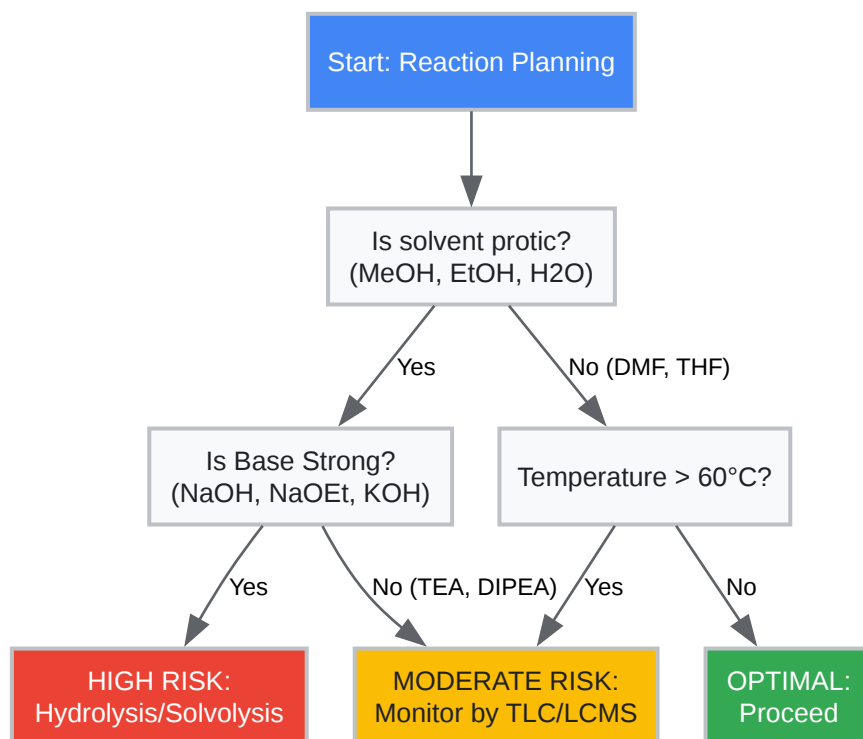 Start: Reaction Planning
Is solvent protic?
(MeOH, EtOH, H2O)
Yes
No (DMF, THF)
Is Base Strong?
(NaOH, NaOEt, KOH)
Temperature > 60°C?
Yes
No (TEA, DIPEA)
Yes
No
HIGH RISK:
Hydrolysis/Solvolysis
MODERATE RISK:
Monitor by TLC/LCMS
OPTIMAL:
Proceed